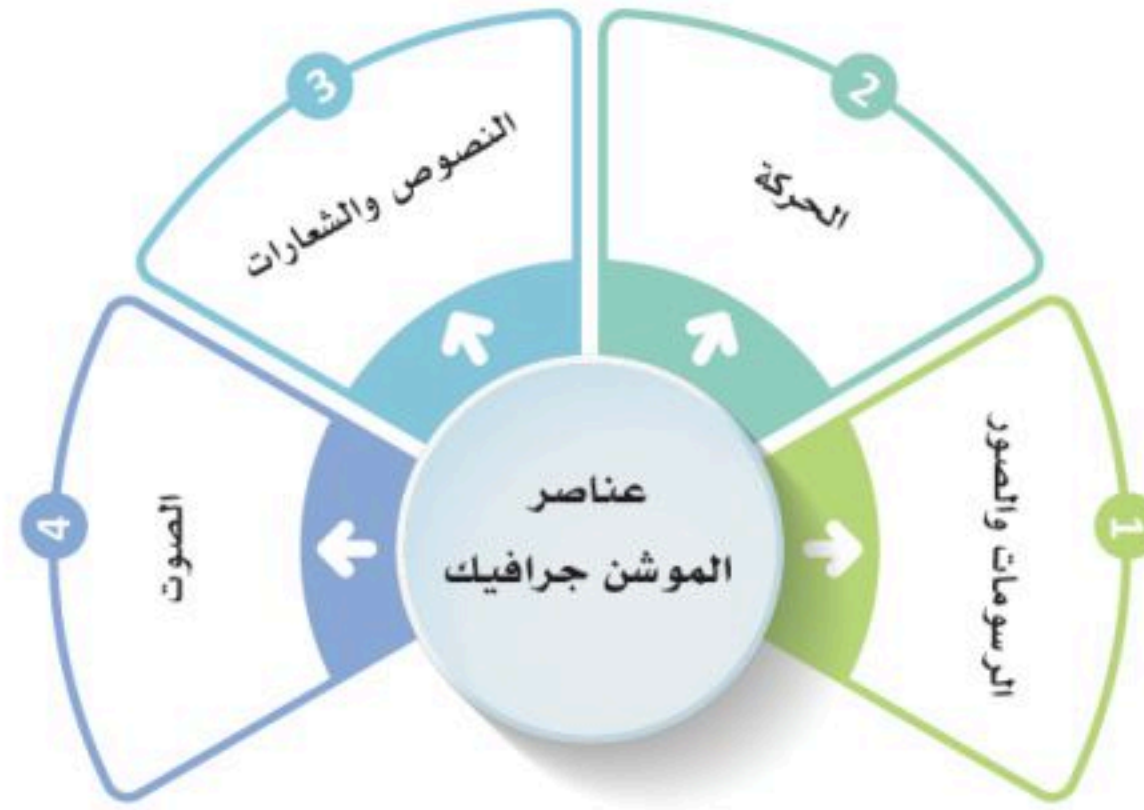 عناصر
الموشن جرافيك
1
الرسومات والصور
2
الحركة
3
النصوص والشعارات
4
الصوت